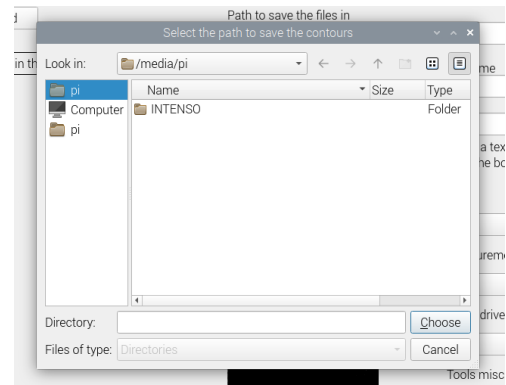 Path to save the files in
Select the path to save the contours
in th
Look in: /media/pi
me
pi
Computer
pi
Name Size Type
INTENSO Folder
a tex
he bo
urem
Directory: Choose
drive
Files of type: Directories Cancel
Tools misc